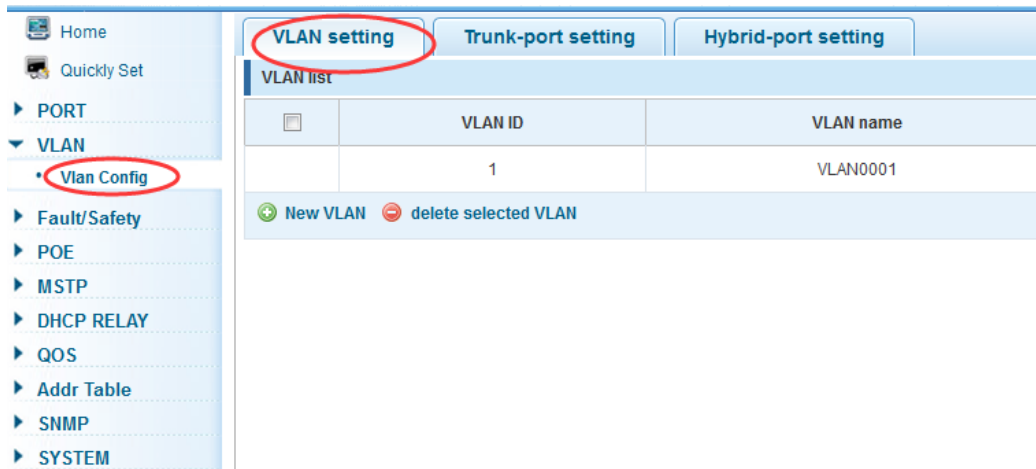 Home
Quickly Set
PORT
VLAN
Vlan Config
Fault/Safety
POE
MSTP
DHCP RELAY
QOS
Addr Table
SNMP
SYSTEM
VLAN setting Trunk-port setting Hybrid-port setting
VLAN list
VLAN ID VLAN name
1 VLAN0001
New VLAN delete selected VLAN